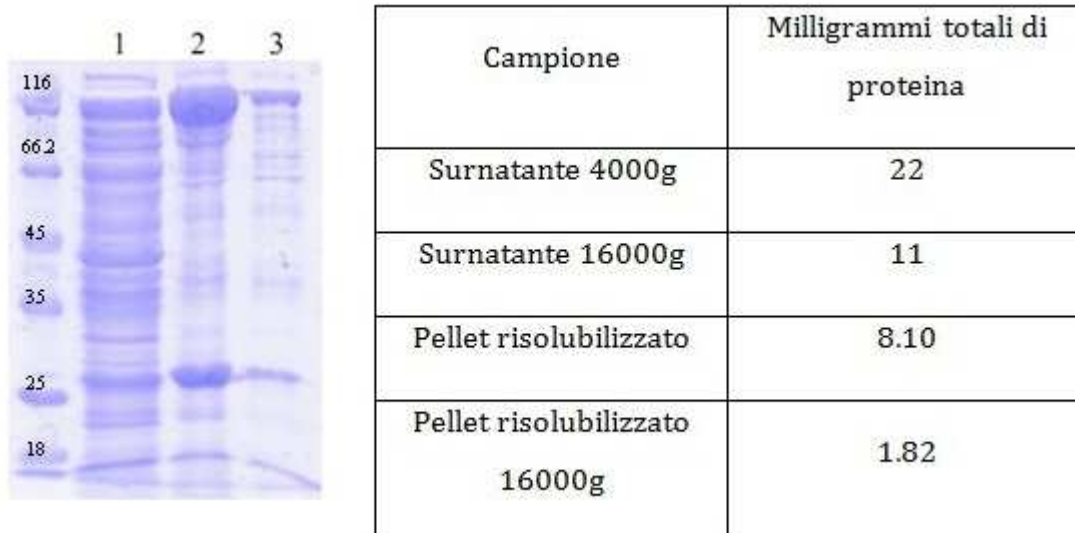 1 2 3
116
66.2
45
35
25
18
Campione
Milligrammi totali di
proteina
Surnatante 4000g
22
Surnatante 16000g
11
Pellet risolubilizzato
8.10
Pellet risolubilizzato
16000g
1.82